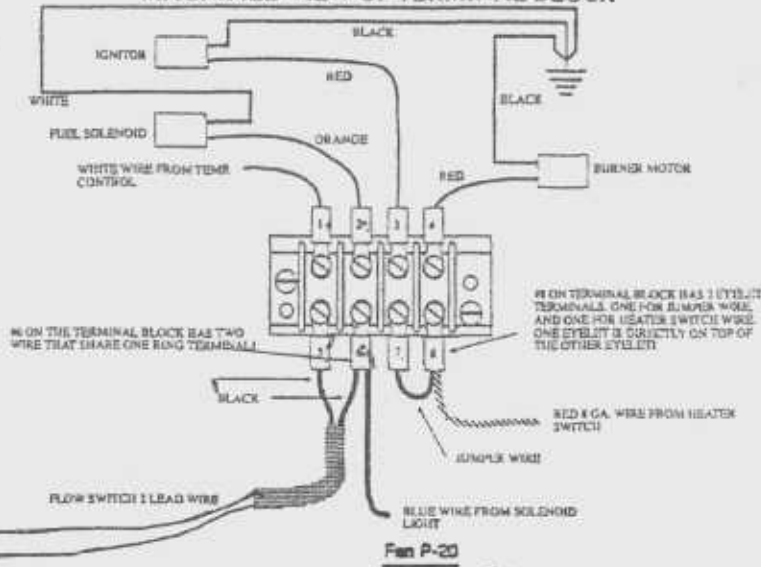 BLACK
IGNITOR
RED
WHITE
BLACK
FUEL SOLENOID
ORANGE
WHITE WIRE FROM TEMP.
CONTROL
RED
BURNER MOTOR
1
2
3
4
#8 ON TERMINAL BLOCK HAS 2 EYELET
TERMINALS. ONE FOR JUMPER WIRE,
AND ONE FOR HEATER SWITCH WIRE.
ONE EYELET IS DIRECTLY ON TOP OF
THE OTHER EYELET!
#6 ON THE TERMINAL BLOCK HAS TWO
WIRE THAT SHARE ONE RING TERMINAL!
5
6
7
8
BLACK
RED 8 GA. WIRE FROM HEATER
SWITCH
JUMPER WIRE
FLOW SWITCH 2 LEAD WIRE
BLUE WIRE FROM SOLENOID
LIGHT
Fan P-20